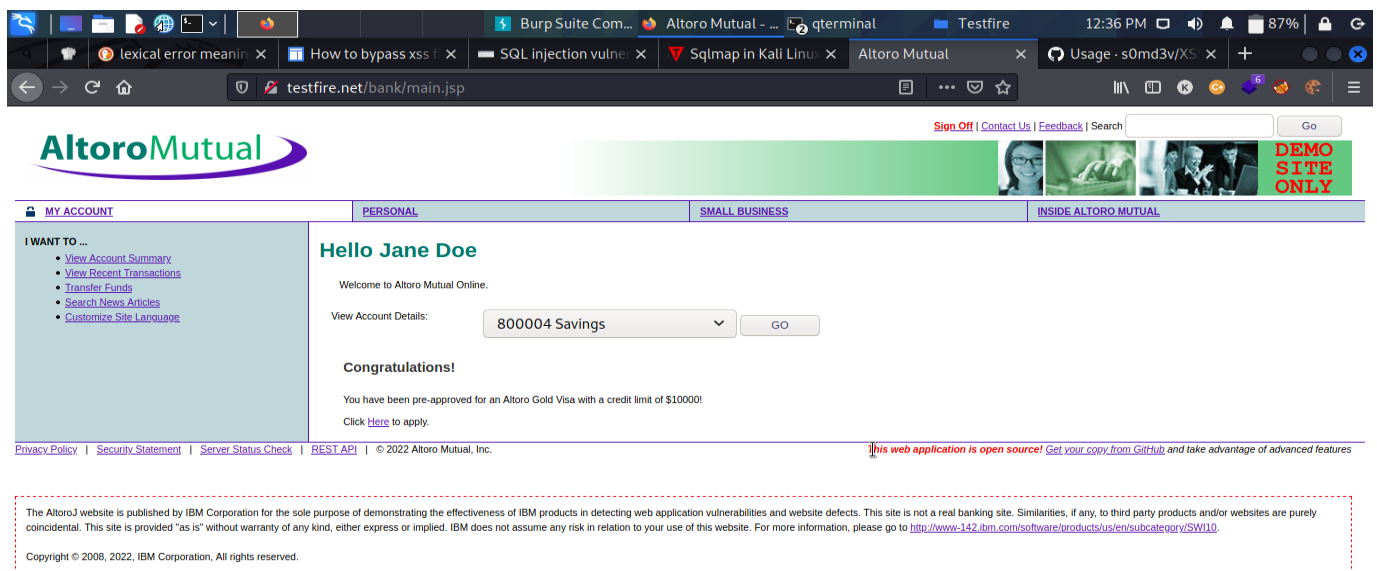 Burp Suite Com... Altoro Mutual - ... qterminal Testfire 12:36 PM 87%
lexical error meanin How to bypass xss f SQL injection vulner Sqlmap in Kali Linux Altoro Mutual Usage · s0md3v/XS
testfire.net/bank/main.jsp 6
Sign Off | Contact Us | Feedback | Search Go
AltoroMutual
DEMO
SITE
ONLY
MY ACCOUNT PERSONAL SMALL BUSINESS INSIDE ALTORO MUTUAL
I WANT TO ...
• View Account Summary
• View Recent Transactions
• Transfer Funds
• Search News Articles
• Customize Site Language
Hello Jane Doe
Welcome to Altoro Mutual Online.
View Account Details: 800004 Savings GO
Congratulations!
You have been pre-approved for an Altoro Gold Visa with a credit limit of $10000!
Click Here to apply.
Privacy Policy | Security Statement | Server Status Check | REST API | © 2022 Altoro Mutual, Inc. This web application is open source! Get your copy from GitHub and take advantage of advanced features
The AltoroJ website is published by IBM Corporation for the sole purpose of demonstrating the effectiveness of IBM products in detecting web application vulnerabilities and website defects. This site is not a real banking site. Similarities, if any, to third party products and/or websites are purely
coincidental. This site is provided "as is" without warranty of any kind, either express or implied. IBM does not assume any risk in relation to your use of this website. For more information, please go to http://www-142.ibm.com/software/products/us/en/subcategory/SWI10.
Copyright © 2008, 2022, IBM Corporation, All rights reserved.